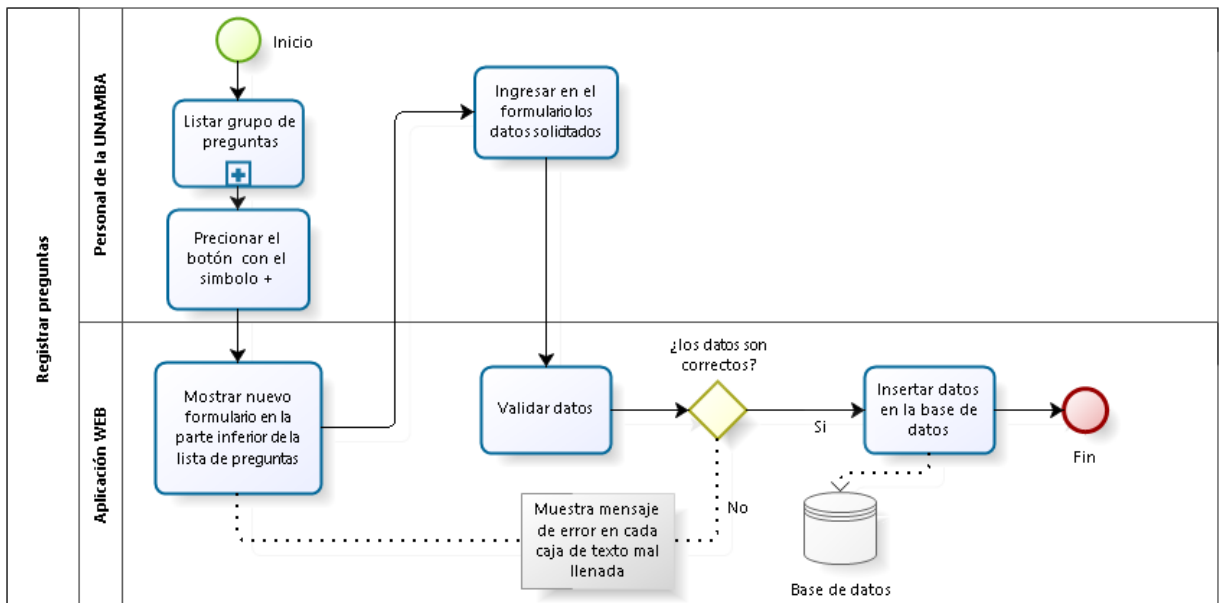 Registrar preguntas
Personal de la UNAMBA
Inicio
Listar grupo de
preguntas
Precionar el
botón con el
simbolo +
Ingresar en el
formulario los
datos solicitados
Aplicación WEB
Mostrar nuevo
formulario en la
parte inferior de la
lista de preguntas
Validar datos
¿los datos son
correctos?
Si
No
Insertar datos
en la base de
datos
Fin
Muestra mensaje
de error en cada
caja de texto mal
llenada
Base de datos